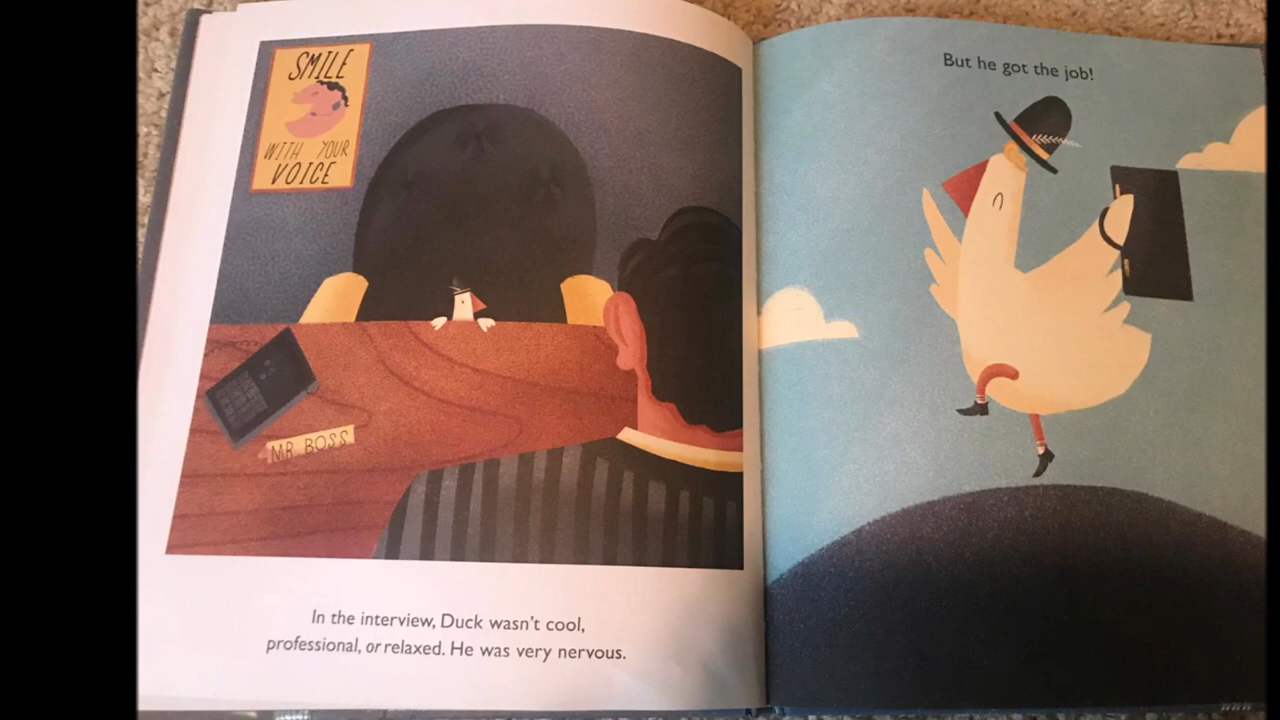 SMILE
WITH YOUR
VOICE
MR. BOSS
In the interview, Duck wasn't cool,
professional, or relaxed. He was very nervous.
But he got the job!